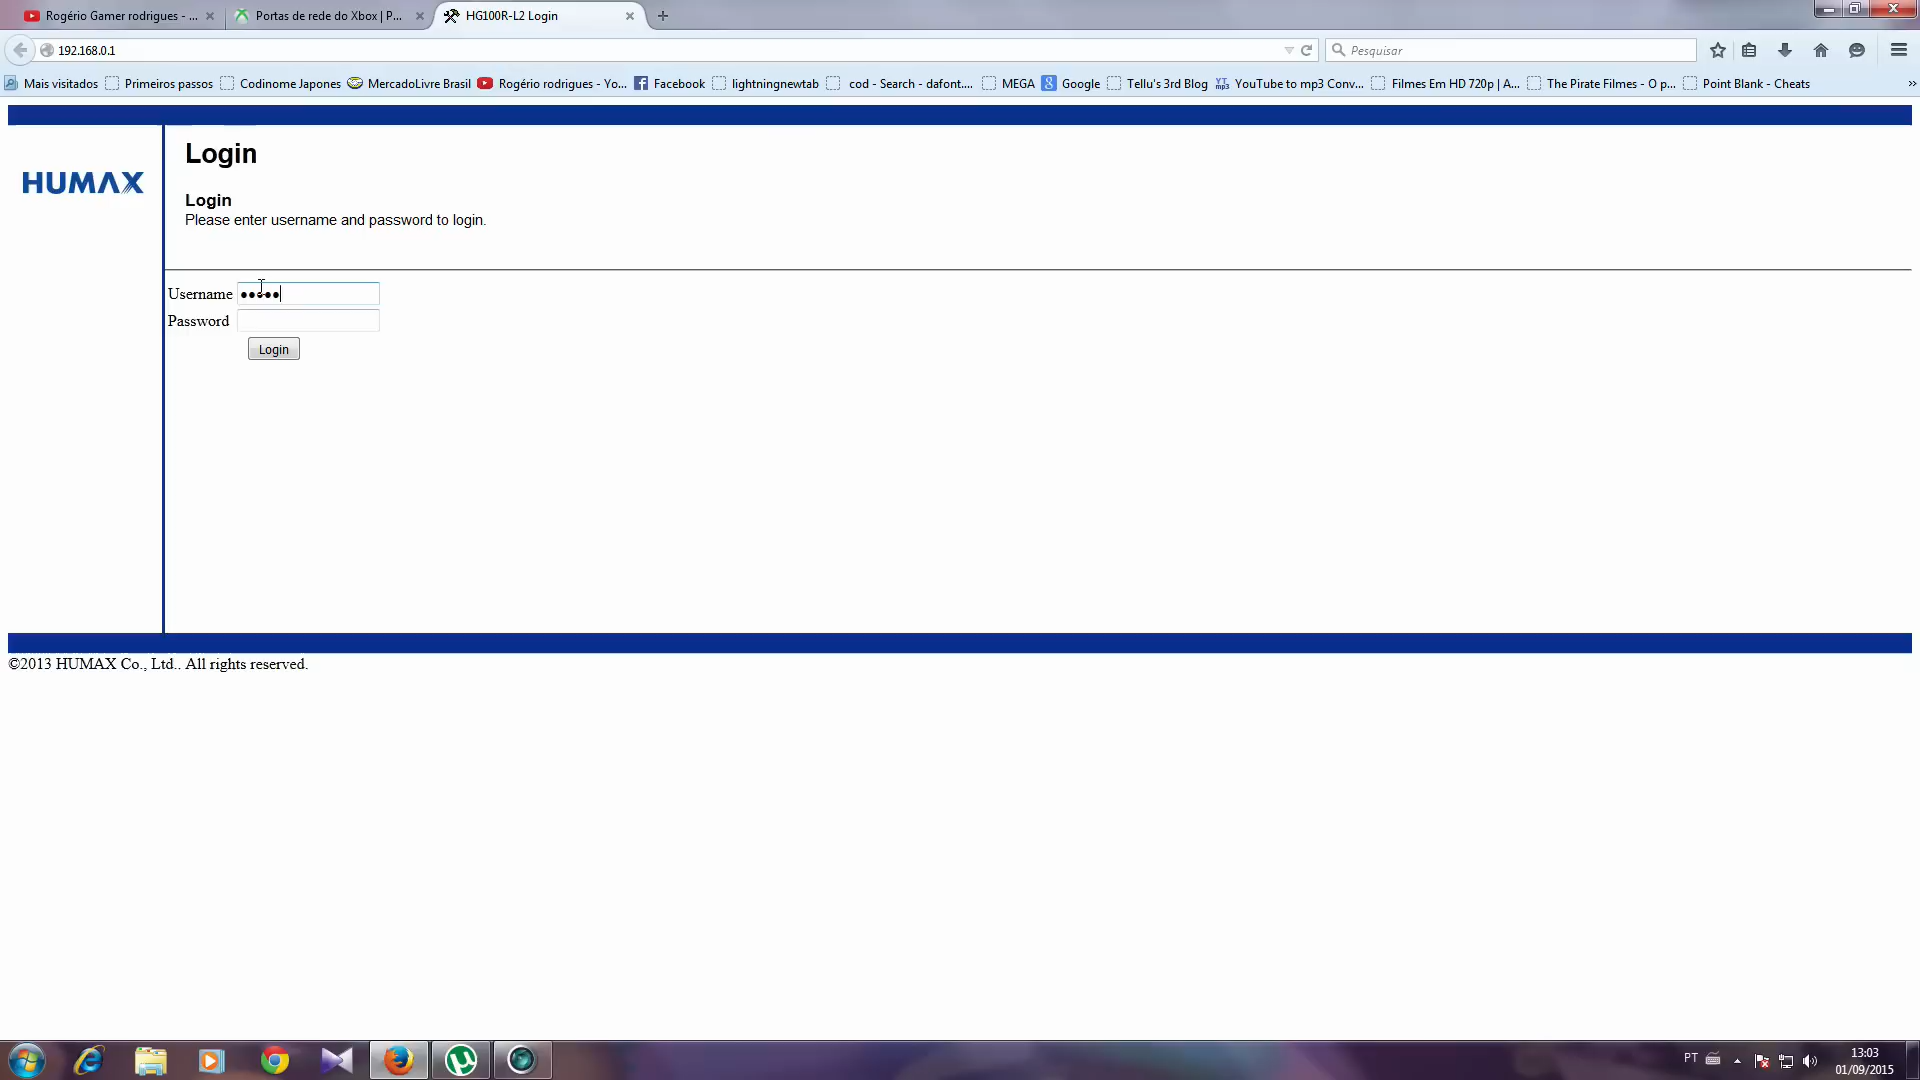 Rogério Gamer rodrigues - ... Portas de rede do Xbox | P... HG100R-L2 Login
192.168.0.1 Pesquisar
Mais visitados Primeiros passos Codinome Japones MercadoLivre Brasil Rogério rodrigues - Yo... Facebook lightningnewtab cod - Search - dafont.... MEGA Google Tellu's 3rd Blog YouTube to mp3 Conv... Filmes Em HD 720p | A... The Pirate Filmes - O p... Point Blank - Cheats
HUMAX
Login
Login
Please enter username and password to login.
Username •••••
Password
Login
©2013 HUMAX Co., Ltd.. All rights reserved.
PT 13:03
01/09/2015